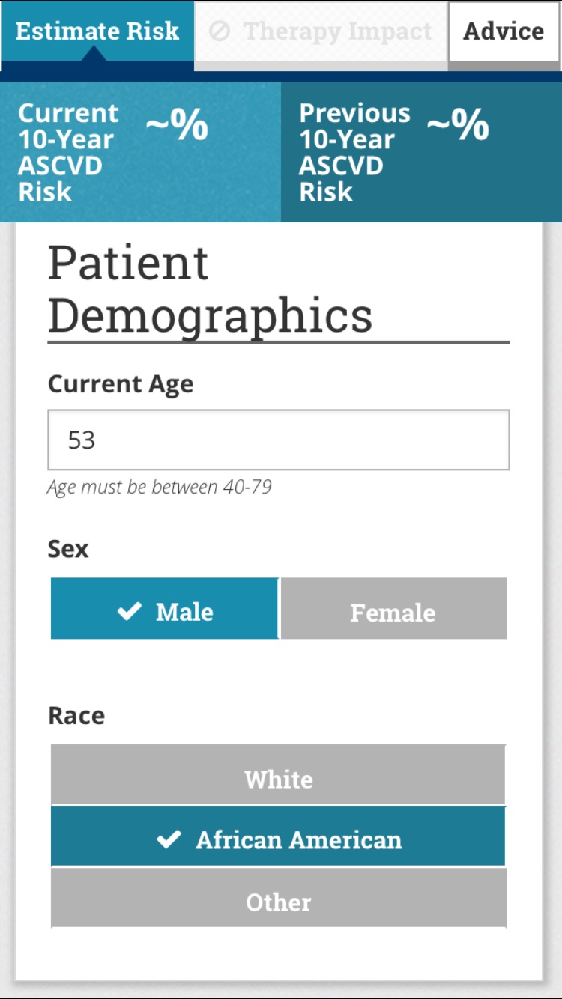 Estimate Risk
Therapy Impact
Advice
Current
10-Year
ASCVD
Risk
~%
Previous
10-Year
ASCVD
Risk
~%
Patient
Demographics
Current Age
53
Age must be between 40-79
Sex
Male
Female
Race
White
African American
Other